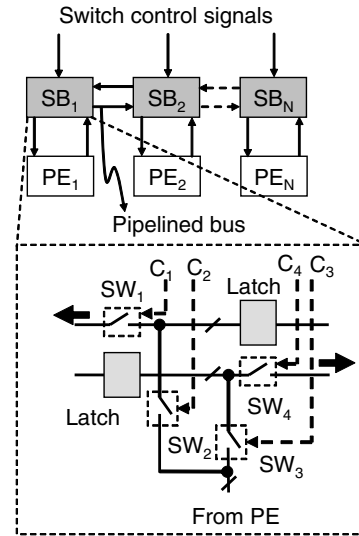 Switch control signals
SB1 SB2 SBN
PE1 PE2 PEN
Pipelined bus
C1 C2 C4 C3
SW1 Latch
Latch SW2 SW4
SW3
From PE